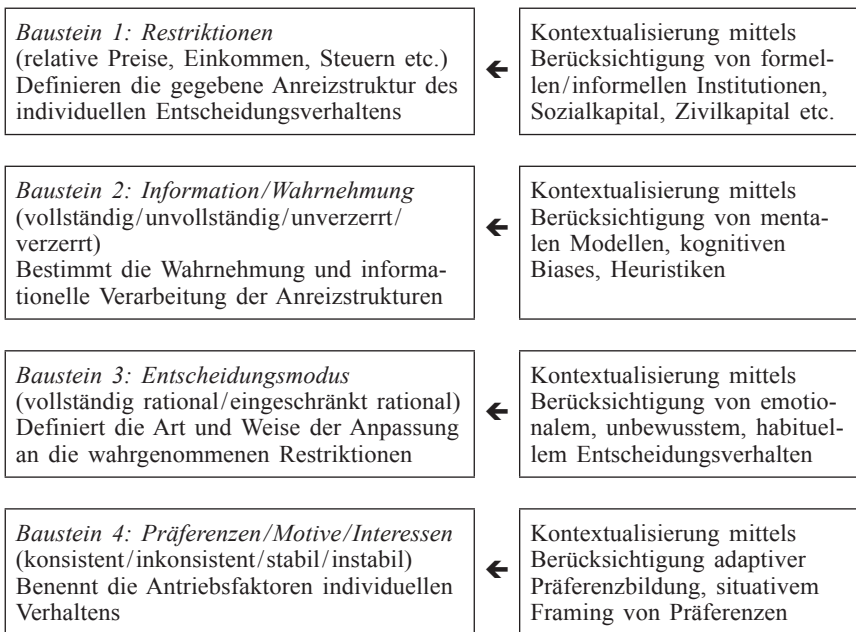 Baustein 1: Restriktionen
(relative Preise, Einkommen, Steuern etc.)
Definieren die gegebene Anreizstruktur des
individuellen Entscheidungsverhaltens
Kontextualisierung mittels
Berücksichtigung von formel-
len/informellen Institutionen,
Sozialkapital, Zivilkapital etc.
Baustein 2: Information/Wahrnehmung
(vollständig/unvollständig/unverzerrt/
verzerrt)
Bestimmt die Wahrnehmung und informa-
tionelle Verarbeitung der Anreizstrukturen
Kontextualisierung mittels
Berücksichtigung von menta-
len Modellen, kognitiven
Biases, Heuristiken
Baustein 3: Entscheidungsmodus
(vollständig rational/eingeschränkt rational)
Definiert die Art und Weise der Anpassung
an die wahrgenommenen Restriktionen
Kontextualisierung mittels
Berücksichtigung von emotio-
nalem, unbewusstem, habituel-
lem Entscheidungsverhalten
Baustein 4: Präferenzen/Motive/Interessen
(konsistent/inkonsistent/stabil/instabil)
Benennt die Antriebsfaktoren individuellen
Verhaltens
Kontextualisierung mittels
Berücksichtigung adaptiver
Präferenzbildung, situativem
Framing von Präferenzen